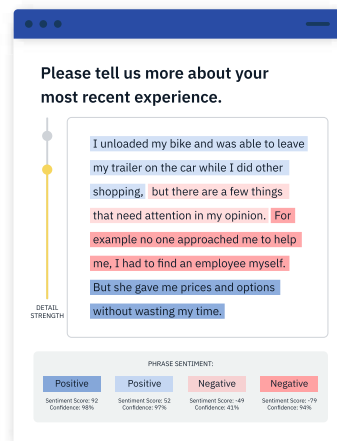 Please tell us more about your
most recent experience.
I unloaded my bike and was able to leave
my trailer on the car while I did other
shopping, but there are a few things
that need attention in my opinion. For
example no one approached me to help
me, I had to find an employee myself.
But she gave me prices and options
without wasting my time.
DETAIL
STRENGTH
PHRASE SENTIMENT:
Positive Positive Negative Negative
Sentiment Score: 92 Sentiment Score: 52 Sentiment Score: -49 Sentiment Score: -79
Confidence: 98% Confidence: 97% Confidence: 41% Confidence: 94%